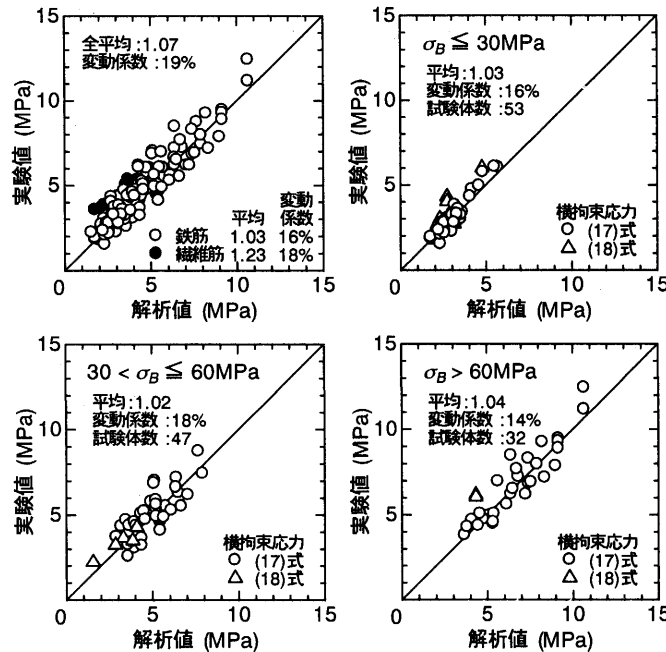 15
全平均:1.07
変動係数:19%
10
実験値 (MPa)
5
変動
平均 係数
○ 鉄筋 1.03 16%
● 繊維筋 1.23 18%
0 5 10 15
解析値 (MPa)
15
σB ≦ 30MPa
平均:1.03
変動係数:16%
試験体数:53
10
実験値 (MPa)
5
横拘束応力
○ (17)式
△ (18)式
0 5 10 15
解析値 (MPa)
15
30 < σB ≦ 60MPa
平均:1.02
変動係数:18%
試験体数:47
10
実験値 (MPa)
5
横拘束応力
○ (17)式
△ (18)式
0 5 10 15
解析値 (MPa)
15
σB > 60MPa
平均:1.04
変動係数:14%
試験体数:32
10
実験値 (MPa)
5
横拘束応力
○ (17)式
△ (18)式
0 5 10 15
解析値 (MPa)